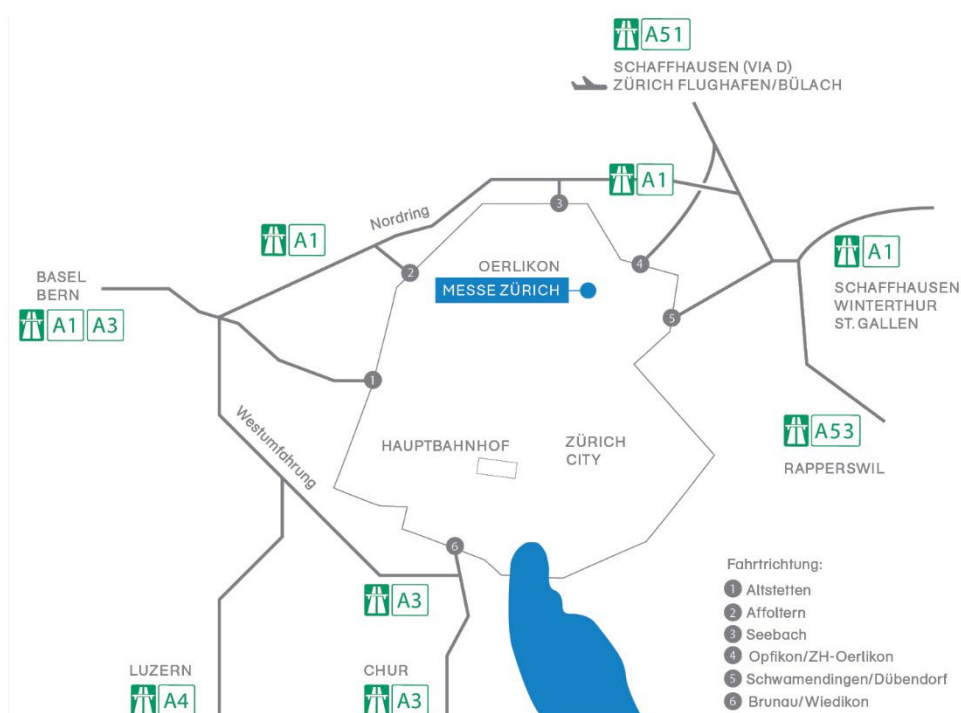 A51
SCHAFFHAUSEN (VIA D)
ZÜRICH FLUGHAFEN/BÜLACH
A1
Nordring
3
A1
2
4
OERLIKON
MESSE ZÜRICH
A1
BASEL
BERN
A1 A3
SCHAFFHAUSEN
WINTERTHUR
ST. GALLEN
5
1
Westumfahrung
HAUPTBAHNHOF
ZÜRICH
CITY
A53
RAPPERSWIL
6
A3
Fahrtrichtung:
1 Altstetten
2 Affoltern
3 Seebach
4 Opfikon/ZH-Oerlikon
5 Schwamendingen/Dübendorf
6 Brunau/Wiedikon
LUZERN
A4
CHUR
A3